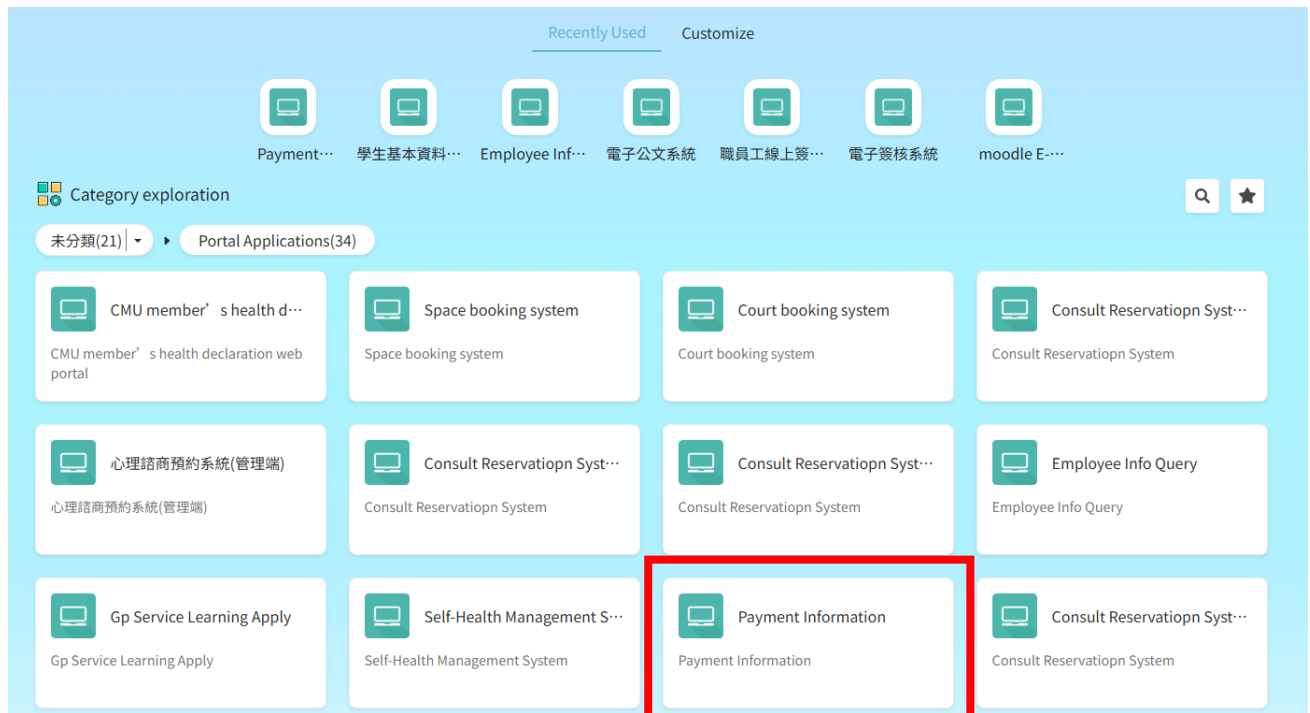 Recently Used Customize
Payment… 學生基本資料… Employee Inf… 電子公文系統 職員工線上簽… 電子簽核系統 moodle E-…
Category exploration
未分類(21) Portal Applications(34)
CMU member’s health d… Space booking system Court booking system Consult Reservatiopn Syst…
CMU member’s health declaration web Space booking system Court booking system Consult Reservatiopn System
portal
心理諮商預約系統(管理端) Consult Reservatiopn Syst… Consult Reservatiopn Syst… Employee Info Query
心理諮商預約系統(管理端) Consult Reservatiopn System Consult Reservatiopn System Employee Info Query
Gp Service Learning Apply Self-Health Management S… Payment Information Consult Reservatiopn Syst…
Gp Service Learning Apply Self-Health Management System Payment Information Consult Reservatiopn System